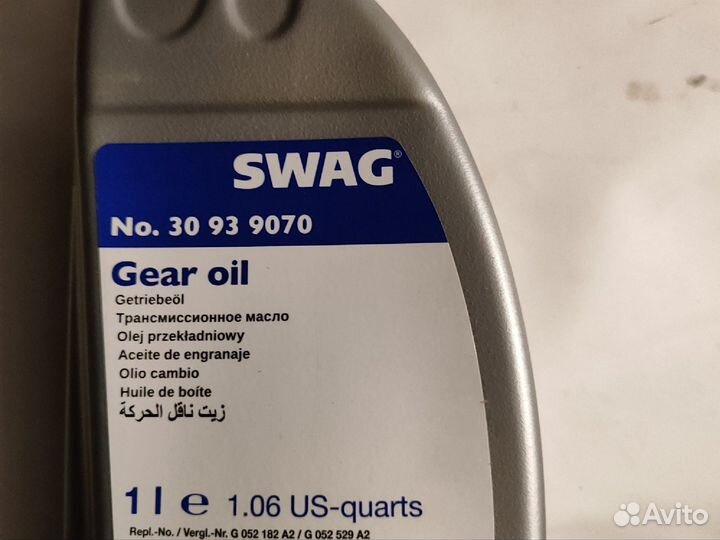 SWAG®
No. 30 93 9070
Gear oil
Getriebeöl
Трансмиссионное масло
Olej przekładniowy
Aceite de engranaje
Olio cambio
Huile de boîte
زيت ناقل الحركة
1 l e 1.06 US-quarts
Repl.-No. / Vergl.-Nr. G 052 182 A2 / G 052 529 A2
Avito